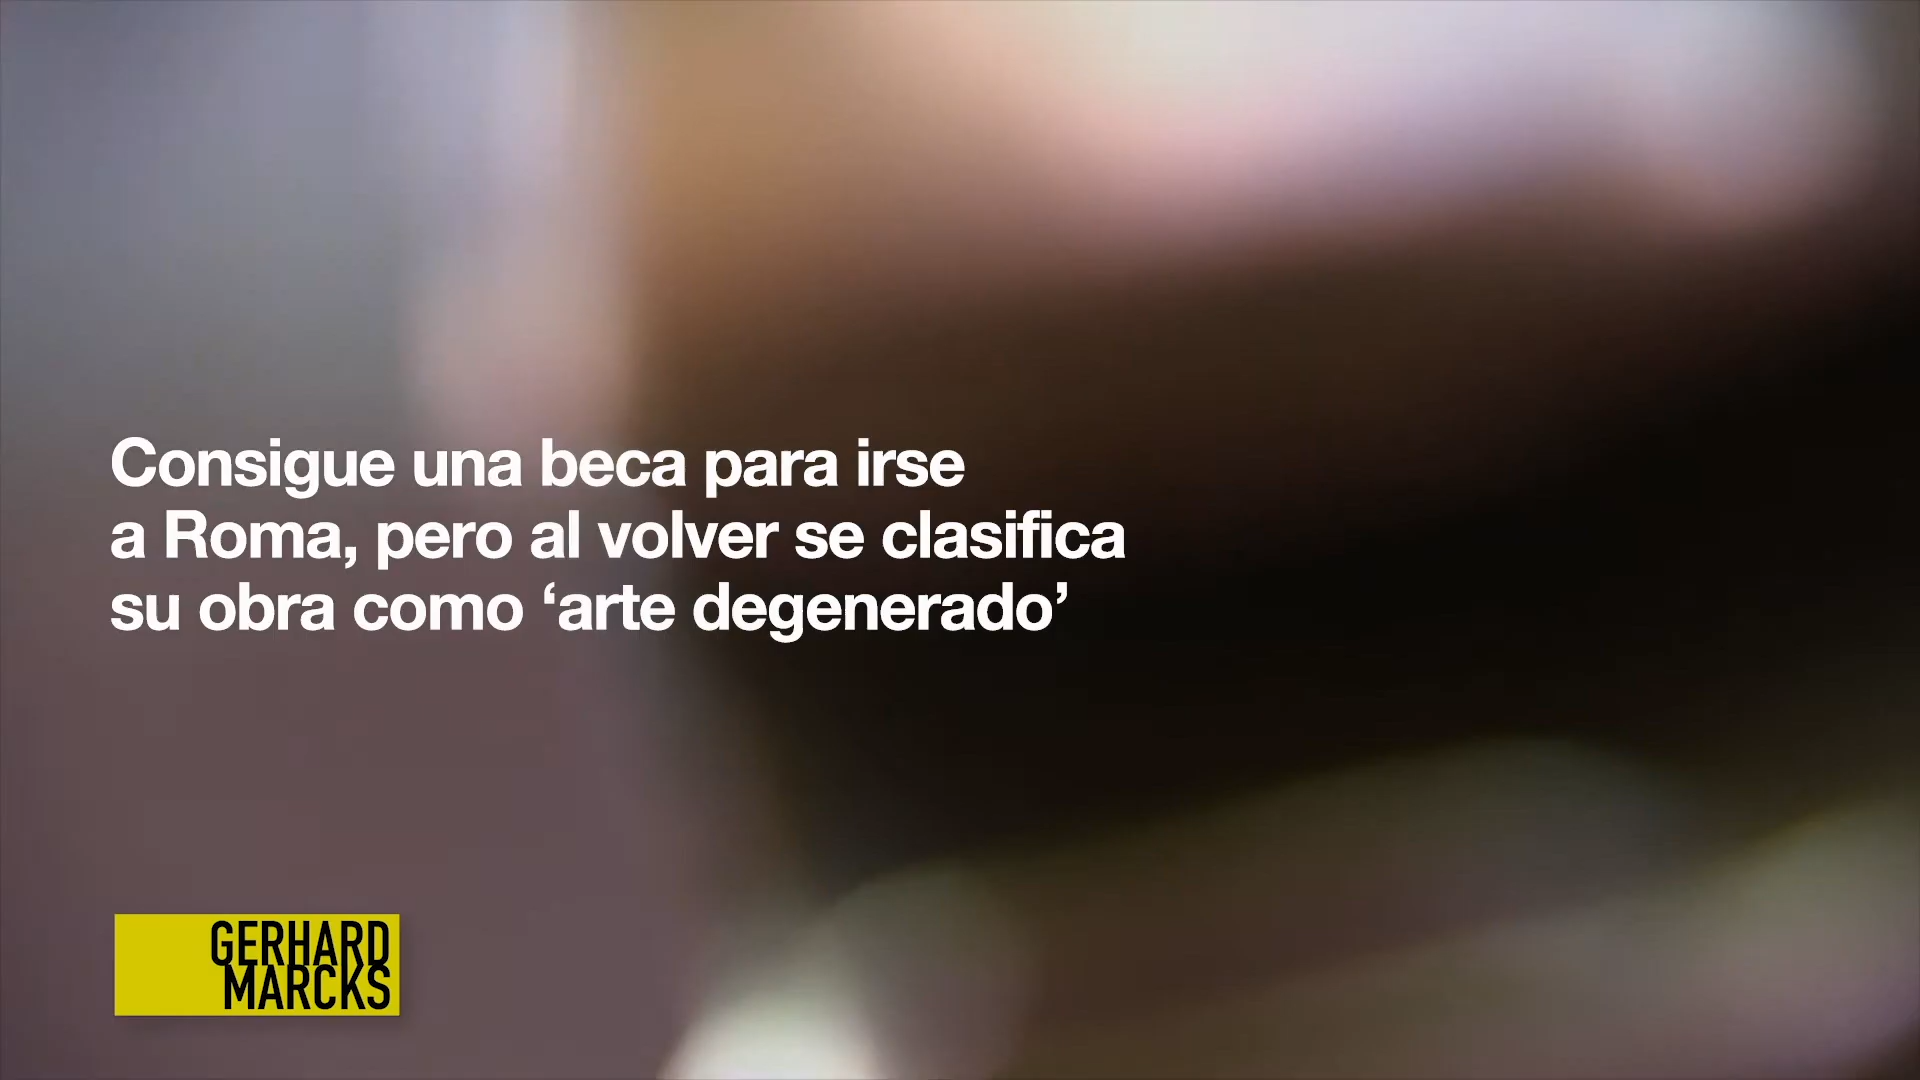 Consigue una beca para irse
a Roma, pero al volver se clasifica
su obra como ‘arte degenerado’
GERHARD
MARCKS